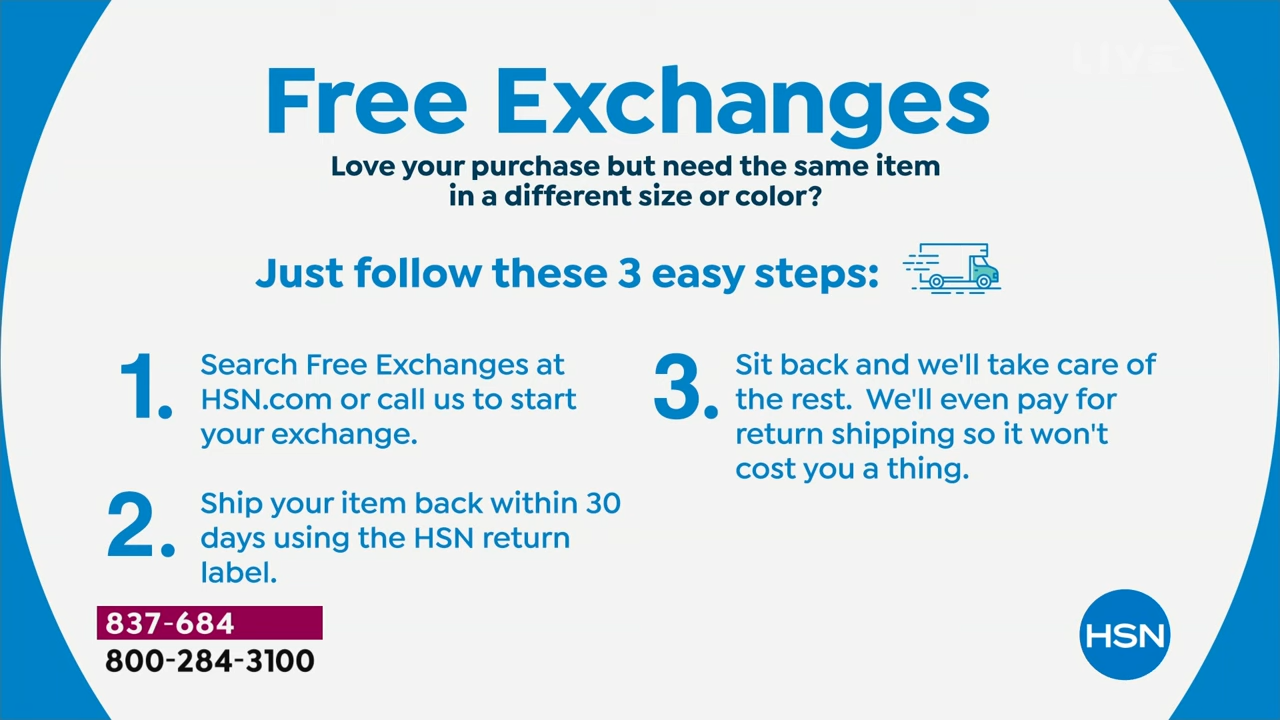 LIVE
Free Exchanges
Love your purchase but need the same item
in a different size or color?
Just follow these 3 easy steps:
1. Search Free Exchanges at
HSN.com or call us to start
your exchange.
2. Ship your item back within 30
days using the HSN return
label.
3. Sit back and we'll take care of
the rest. We'll even pay for
return shipping so it won't
cost you a thing.
837-684
800-284-3100
HSN